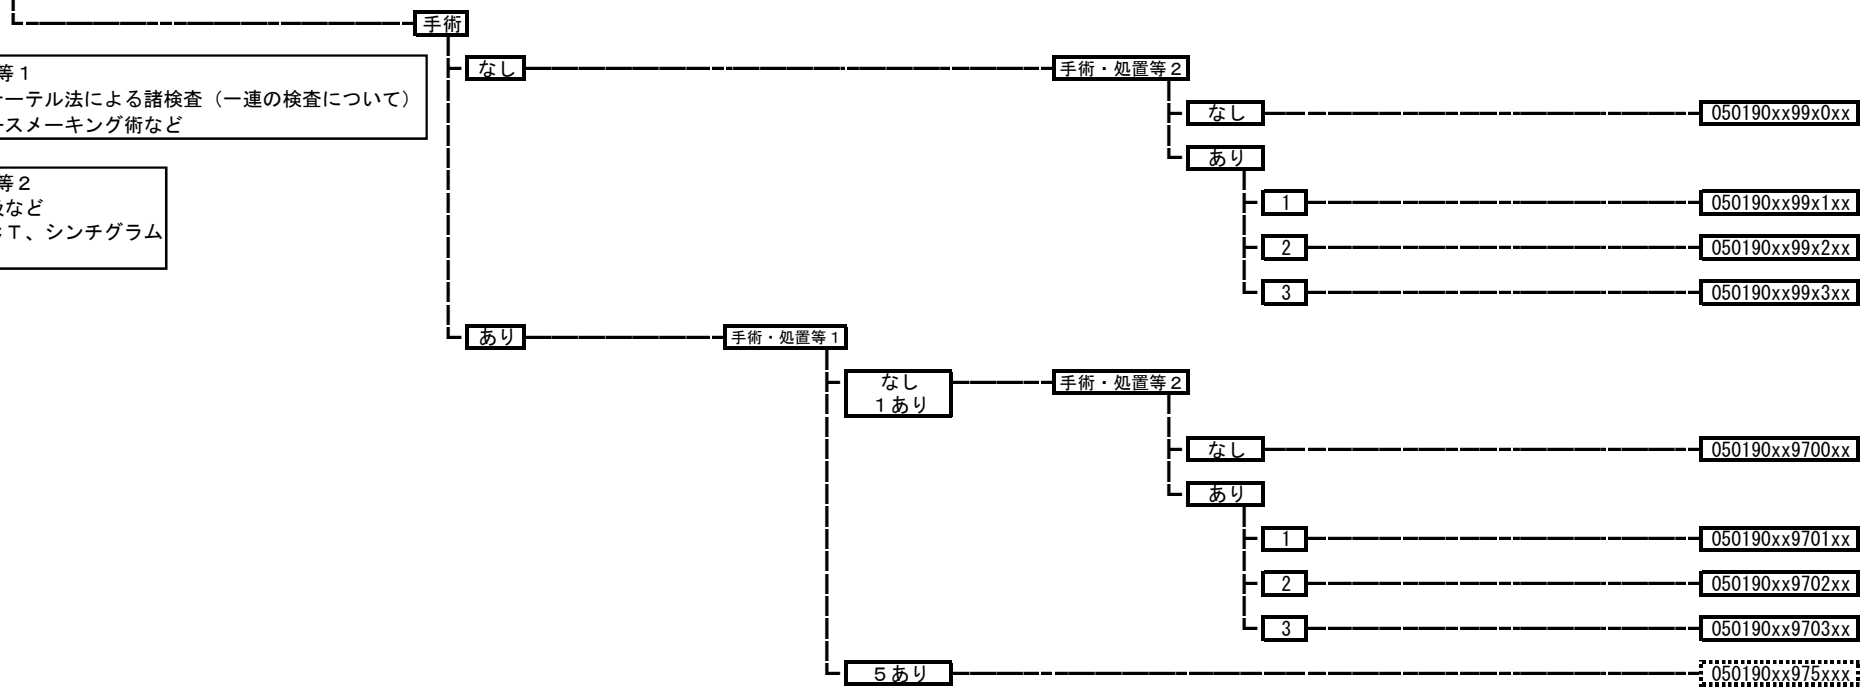 手術
等１
テーテル法による諸検査（一連の検査について）
ースメーキング術など
なし
手術・処置等２
なし
050190xx99x0xx
あり
等２
など
ＣＴ、シンチグラム
1
050190xx99x1xx
2
050190xx99x2xx
3
050190xx99x3xx
あり
手術・処置等１
なし
１あり
手術・処置等２
なし
050190xx9700xx
あり
1
050190xx9701xx
2
050190xx9702xx
3
050190xx9703xx
５あり
050190xx975xxx